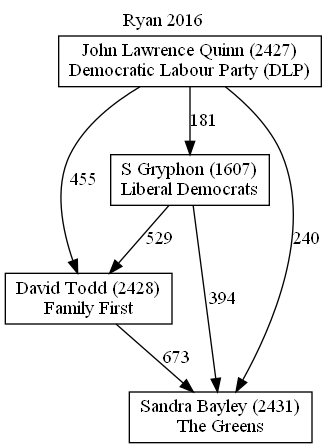 Ryan 2016
John Lawrence Quinn (2427)
Democratic Labour Party (DLP)
181
S Gryphon (1607)
Liberal Democrats
455
529
240
David Todd (2428)
Family First
394
673
Sandra Bayley (2431)
The Greens